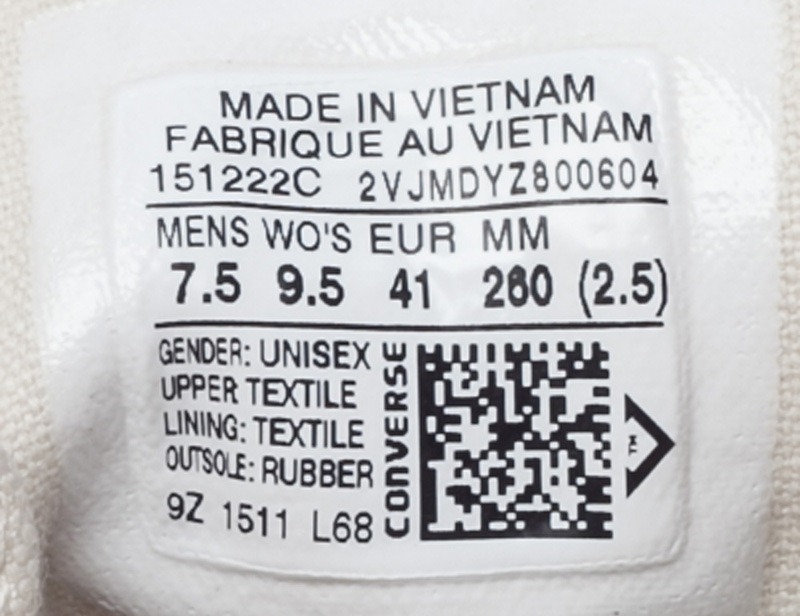 MADE IN VIETNAM
FABRIQUE AU VIETNAM
151222C 2VJMDYZ800604
MENS WO'S EUR MM
7.5 9.5 41 260 (2.5)
GENDER: UNISEX
UPPER TEXTILE
LINING: TEXTILE
OUTSOLE: RUBBER
9Z 1511 L68
CONVERSE
TM